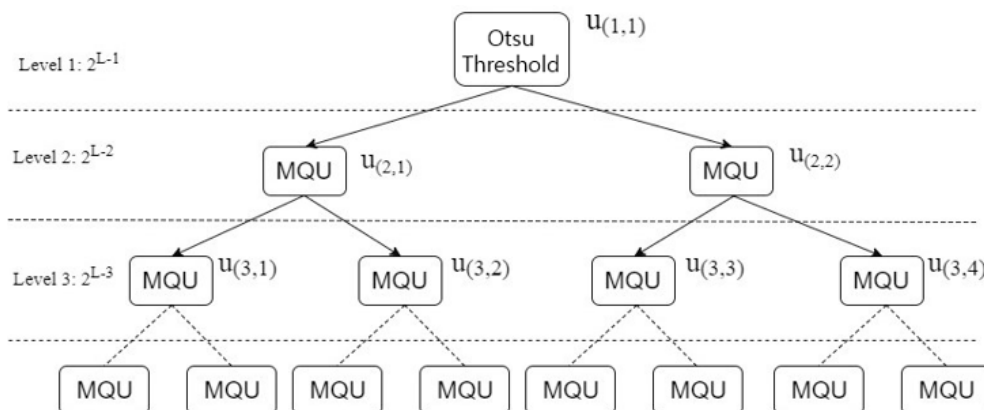 u(1,1)
Otsu
Threshold
Level 1: 2^L-1
Level 2: 2^L-2
MQU
u(2,1)
MQU
u(2,2)
Level 3: 2^L-3
MQU
u(3,1)
MQU
u(3,2)
MQU
u(3,3)
MQU
u(3,4)
MQU
MQU
MQU
MQU
MQU
MQU
MQU
MQU